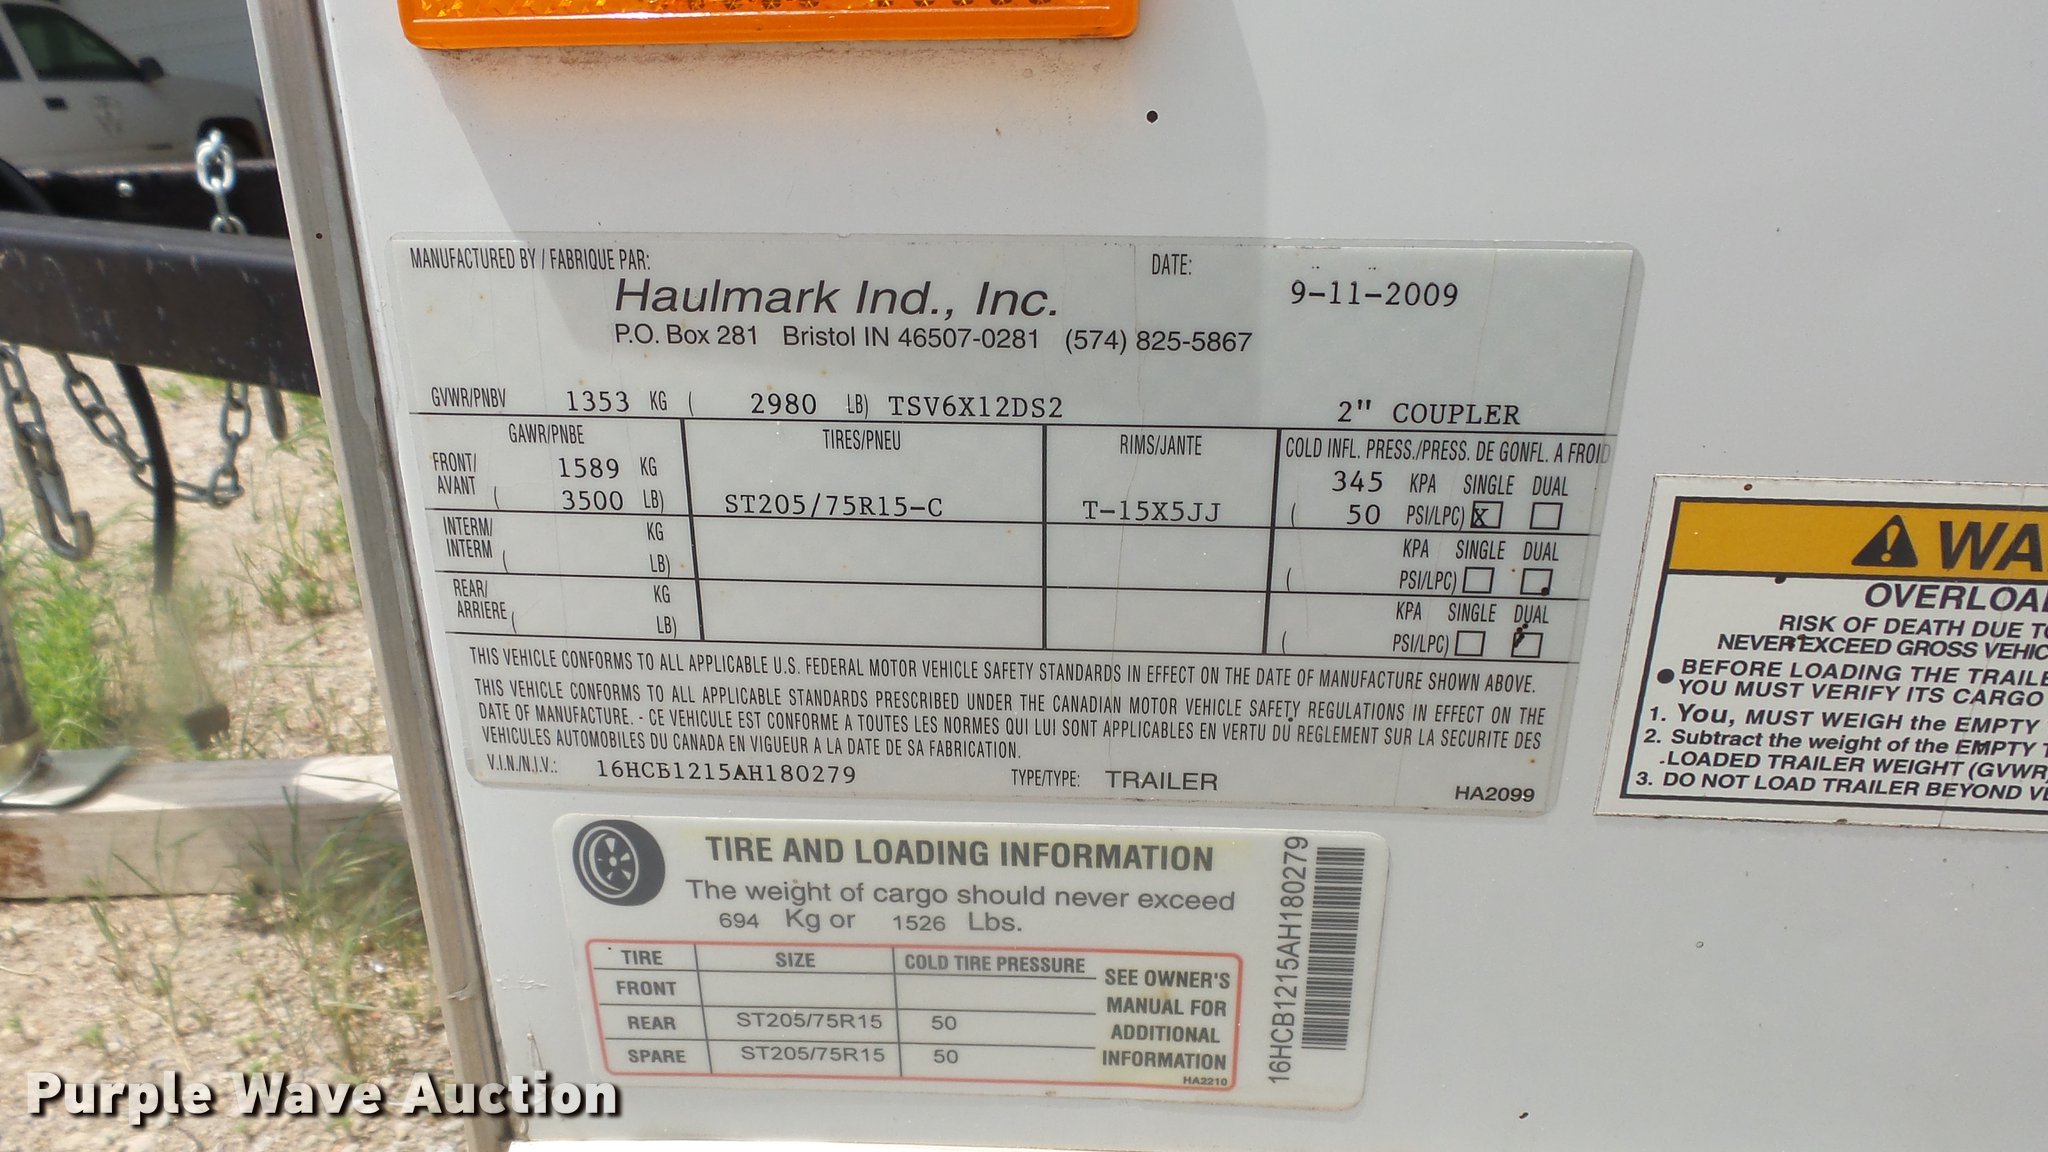 MANUFACTURED BY / FABRIQUE PAR:
Haulmark Ind., Inc.
P.O. Box 281 Bristol IN 46507-0281 (574) 825-5867
DATE: 9-11-2009
GVWR/PNBV 1353 KG ( 2980 LB) TSV6X12DS2 2" COUPLER
GAWR/PNBE TIRES/PNEU RIMS/JANTE COLD INFL. PRESS./PRESS. DE GONFL. A FROID
FRONT/ 1589 KG 345 KPA SINGLE DUAL
AVANT ( 3500 LB) ST205/75R15-C T-15X5JJ ( 50 PSI/LPC) X
INTERM/ KG KPA SINGLE DUAL
INTERM ( LB) ( PSI/LPC)
REAR/ KG KPA SINGLE DUAL
ARRIERE ( LB) ( PSI/LPC)
THIS VEHICLE CONFORMS TO ALL APPLICABLE U.S. FEDERAL MOTOR VEHICLE SAFETY STANDARDS IN EFFECT ON THE DATE OF MANUFACTURE SHOWN ABOVE.
THIS VEHICLE CONFORMS TO ALL APPLICABLE STANDARDS PRESCRIBED UNDER THE CANADIAN MOTOR VEHICLE SAFETY REGULATIONS IN EFFECT ON THE
DATE OF MANUFACTURE. - CE VEHICULE EST CONFORME A TOUTES LES NORMES QUI LUI SONT APPLICABLES EN VERTU DU REGLEMENT SUR LA SECURITE DES
VEHICULES AUTOMOBILES DU CANADA EN VIGUEUR A LA DATE DE SA FABRICATION.
V.I.N./N.I.V.: 16HCB1215AH180279 TYPE/TYPE: TRAILER
HA2099
TIRE AND LOADING INFORMATION
The weight of cargo should never exceed
694 Kg or 1526 Lbs.
TIRE SIZE COLD TIRE PRESSURE
FRONT
REAR ST205/75R15 50
SPARE ST205/75R15 50
SEE OWNER'S
MANUAL FOR
ADDITIONAL
INFORMATION
HA2210
16HCB1215AH180279
WA
OVERLOA
RISK OF DEATH DUE TO
NEVER EXCEED GROSS VEHIC
● BEFORE LOADING THE TRAILE
YOU MUST VERIFY ITS CARGO
1. You, MUST WEIGH the EMPTY
2. Subtract the weight of the EMPTY T
LOADED TRAILER WEIGHT (GVWR)
3. DO NOT LOAD TRAILER BEYOND VE
Purple Wave Auction